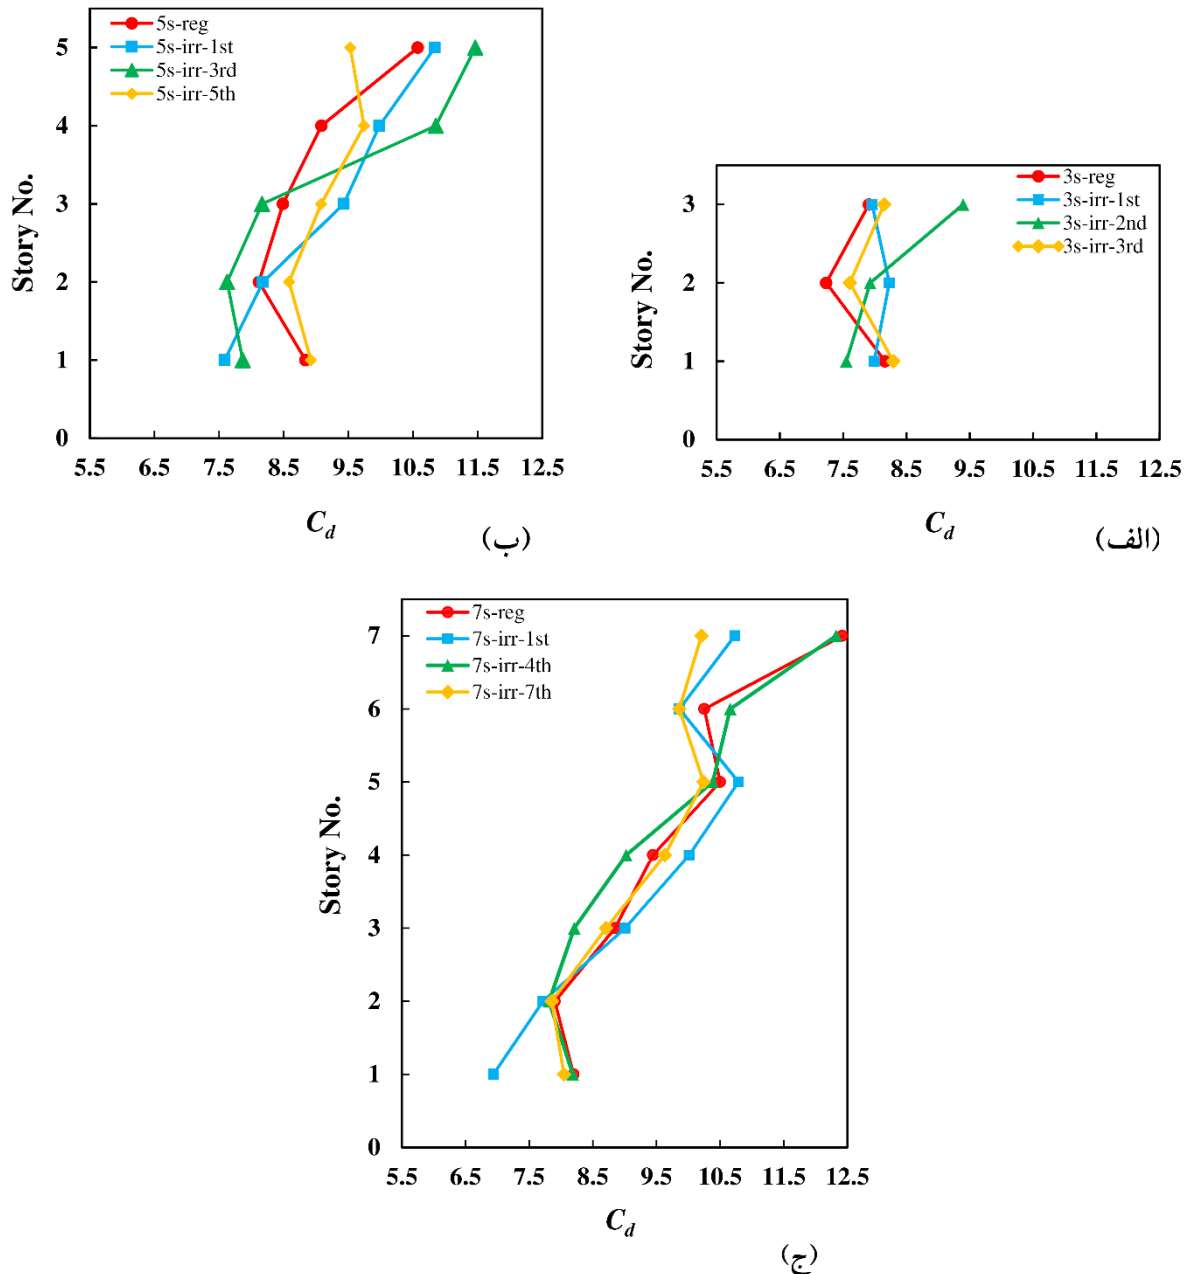 5s-reg
5s-irr-1st
5s-irr-3rd
5s-irr-5th
Story No.
5
4
3
2
1
0
5.5 6.5 7.5 8.5 9.5 10.5 11.5 12.5
C_d
(ب)
3s-reg
3s-irr-1st
3s-irr-2nd
3s-irr-3rd
Story No.
3
2
1
0
5.5 6.5 7.5 8.5 9.5 10.5 11.5 12.5
C_d
(الف)
7s-reg
7s-irr-1st
7s-irr-4th
7s-irr-7th
Story No.
7
6
5
4
3
2
1
0
5.5 6.5 7.5 8.5 9.5 10.5 11.5 12.5
C_d
(ج)